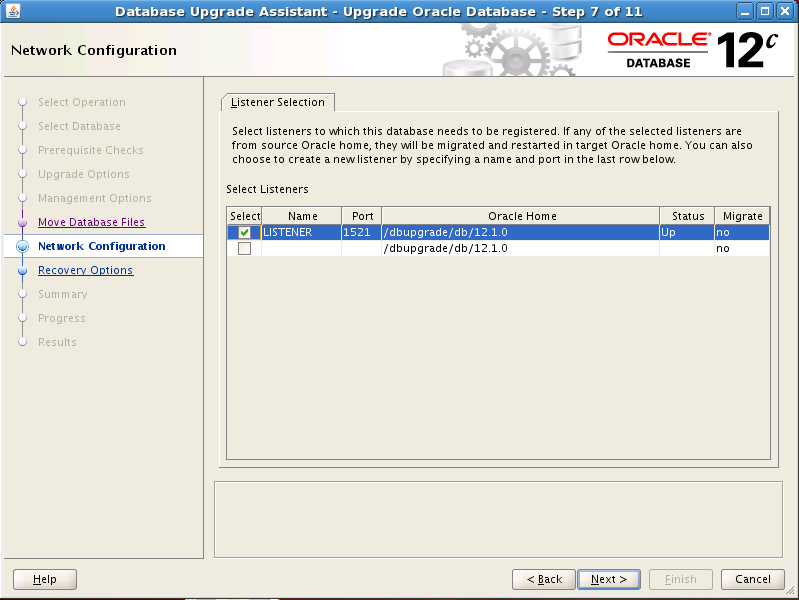 Database Upgrade Assistant - Upgrade Oracle Database - Step 7 of 11
Network Configuration
ORACLE
DATABASE
12c
Select Operation
Select Database
Prerequisite Checks
Upgrade Options
Management Options
Move Database Files
Network Configuration
Recovery Options
Summary
Progress
Results
Listener Selection
Select listeners to which this database needs to be registered. If any of the selected listeners are
from source Oracle home, they will be migrated and restarted in target Oracle home. You can also
choose to create a new listener by specifying a name and port in the last row below.
Select Listeners
Select Name Port Oracle Home Status Migrate
LISTENER 1521 /dbupgrade/db/12.1.0 Up no
/dbupgrade/db/12.1.0 no
Help < Back Next > Finish Cancel